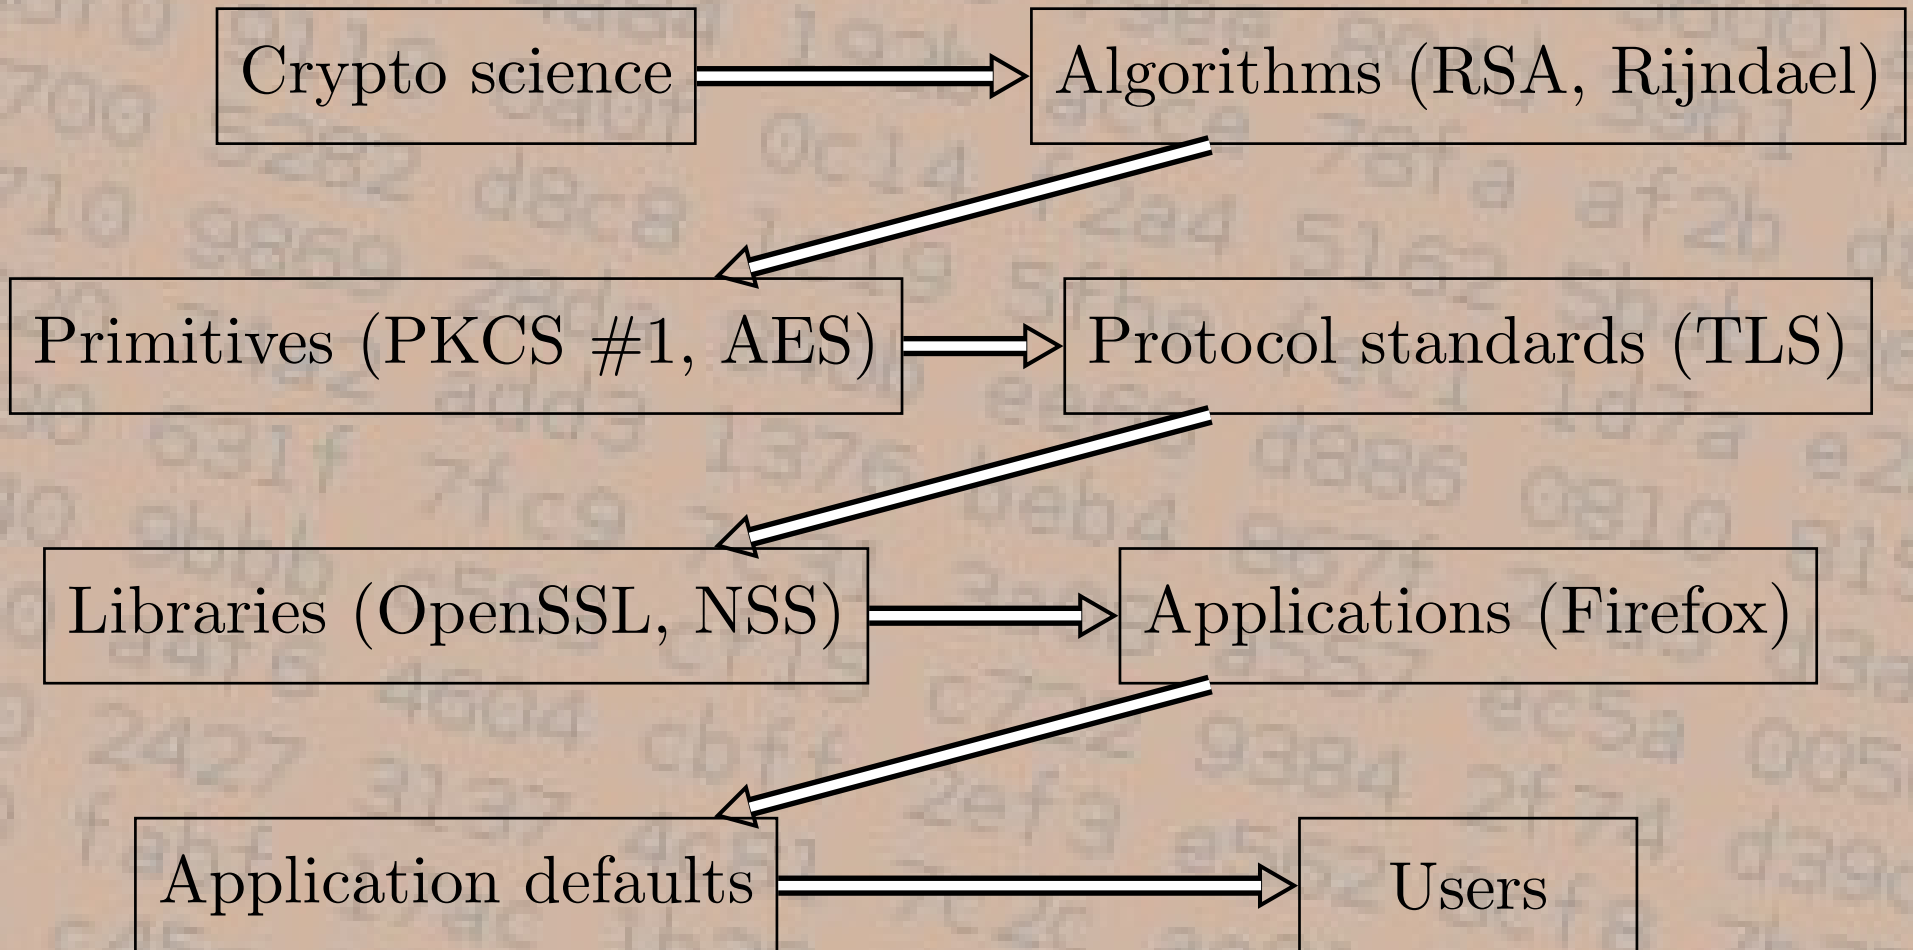 Crypto science
Algorithms (RSA, Rijndael)
Primitives (PKCS #1, AES)
Protocol standards (TLS)
Libraries (OpenSSL, NSS)
Applications (Firefox)
Application defaults
Users